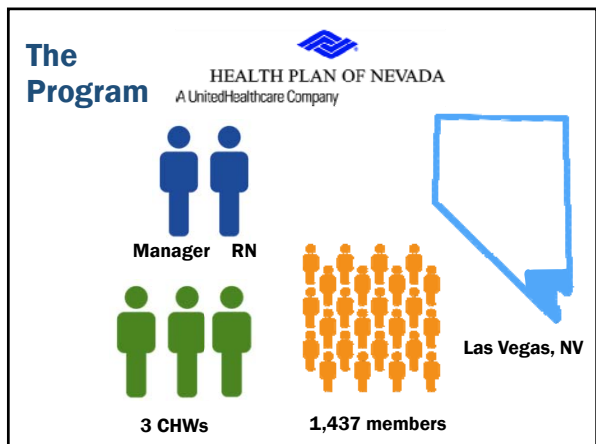 The
Program
HEALTH PLAN OF NEVADA
A UnitedHealthcare Company
Manager RN
Las Vegas, NV
3 CHWs
1,437 members